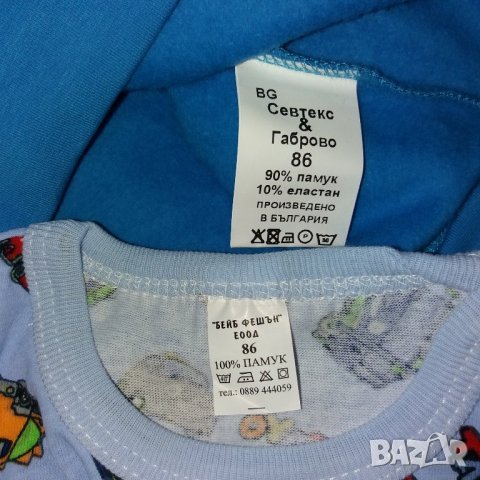 BG
Севтекс
&
Габрово
86
90% памук
10% еластан
ПРОИЗВЕДЕНО
В БЪЛГАРИЯ
"БЕЙБ ФЕШЪН"
ЕООД
86
100% ПАМУК
тел.: 0889 444059
BAZAR